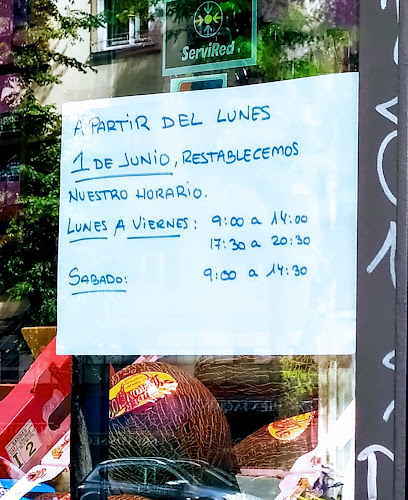 ServiRed
A PARTIR DEL LUNES
1 DE JUNIO, RESTABLECEMOS
NUESTRO HORARIO.
LUNES A VIERNES: 9:00 a 14:00
17:30 a 20:30
SABADO: 9:00 a 14:30